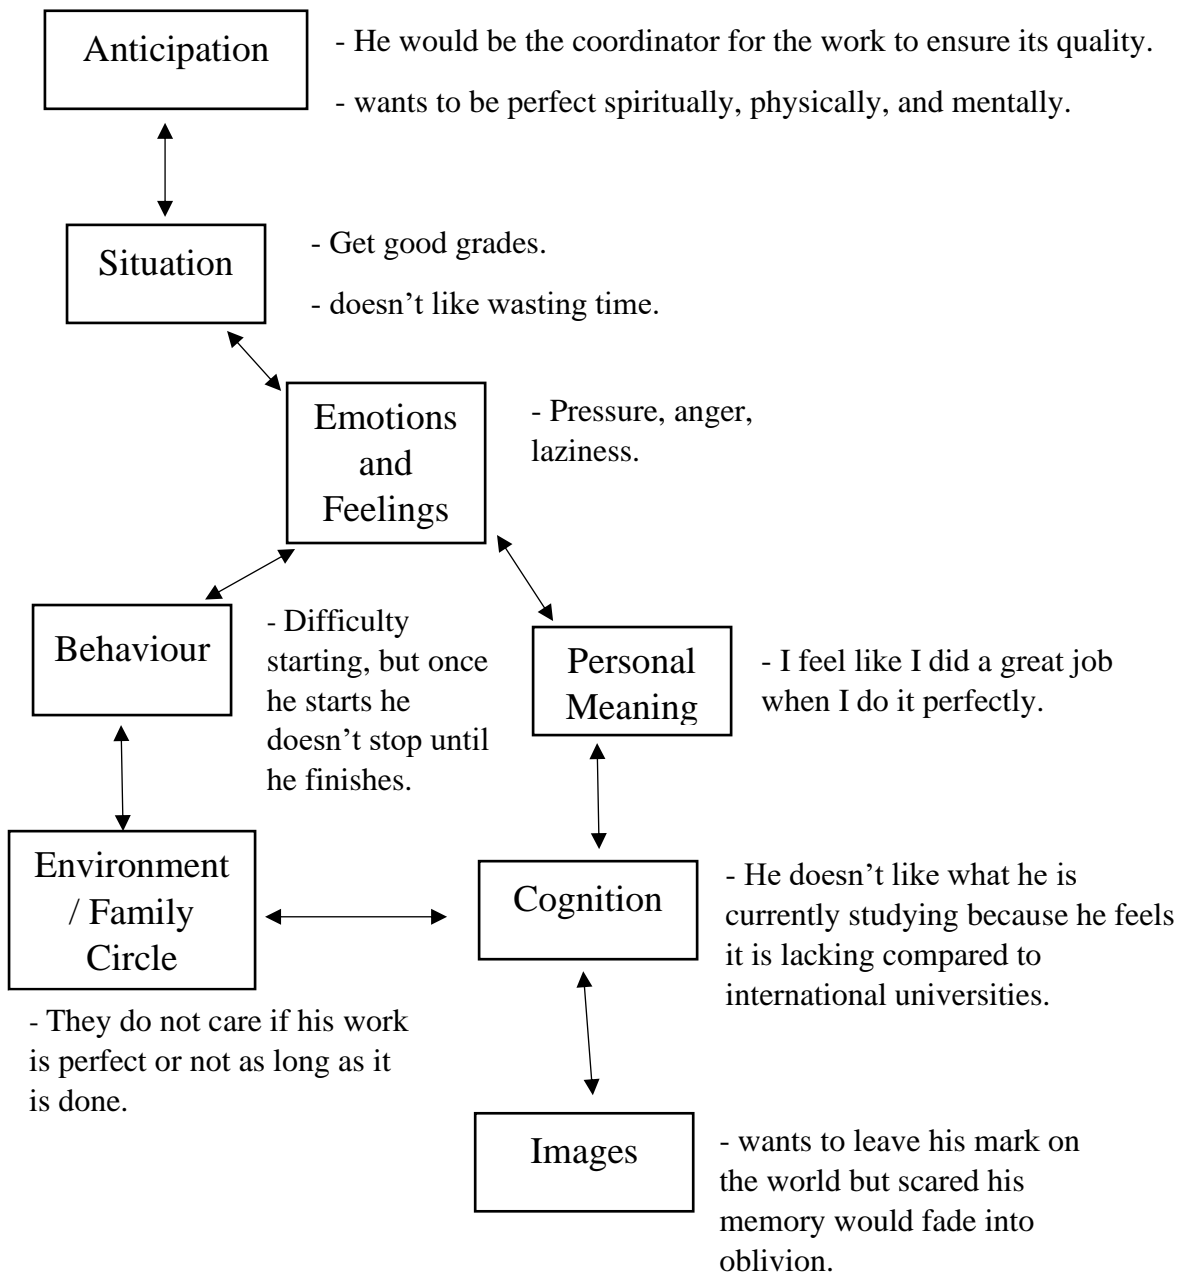 Anticipation
- He would be the coordinator for the work to ensure its quality.
- wants to be perfect spiritually, physically, and mentally.
Situation
- Get good grades.
- doesn’t like wasting time.
Emotions
and
Feelings
- Pressure, anger,
laziness.
Behaviour
- Difficulty
starting, but once
he starts he
doesn’t stop until
he finishes.
Personal
Meaning
- I feel like I did a great job
when I do it perfectly.
Environment
/ Family
Circle
- They do not care if his work
is perfect or not as long as it
is done.
Cognition
- He doesn’t like what he is
currently studying because he feels
it is lacking compared to
international universities.
Images
- wants to leave his mark on
the world but scared his
memory would fade into
oblivion.